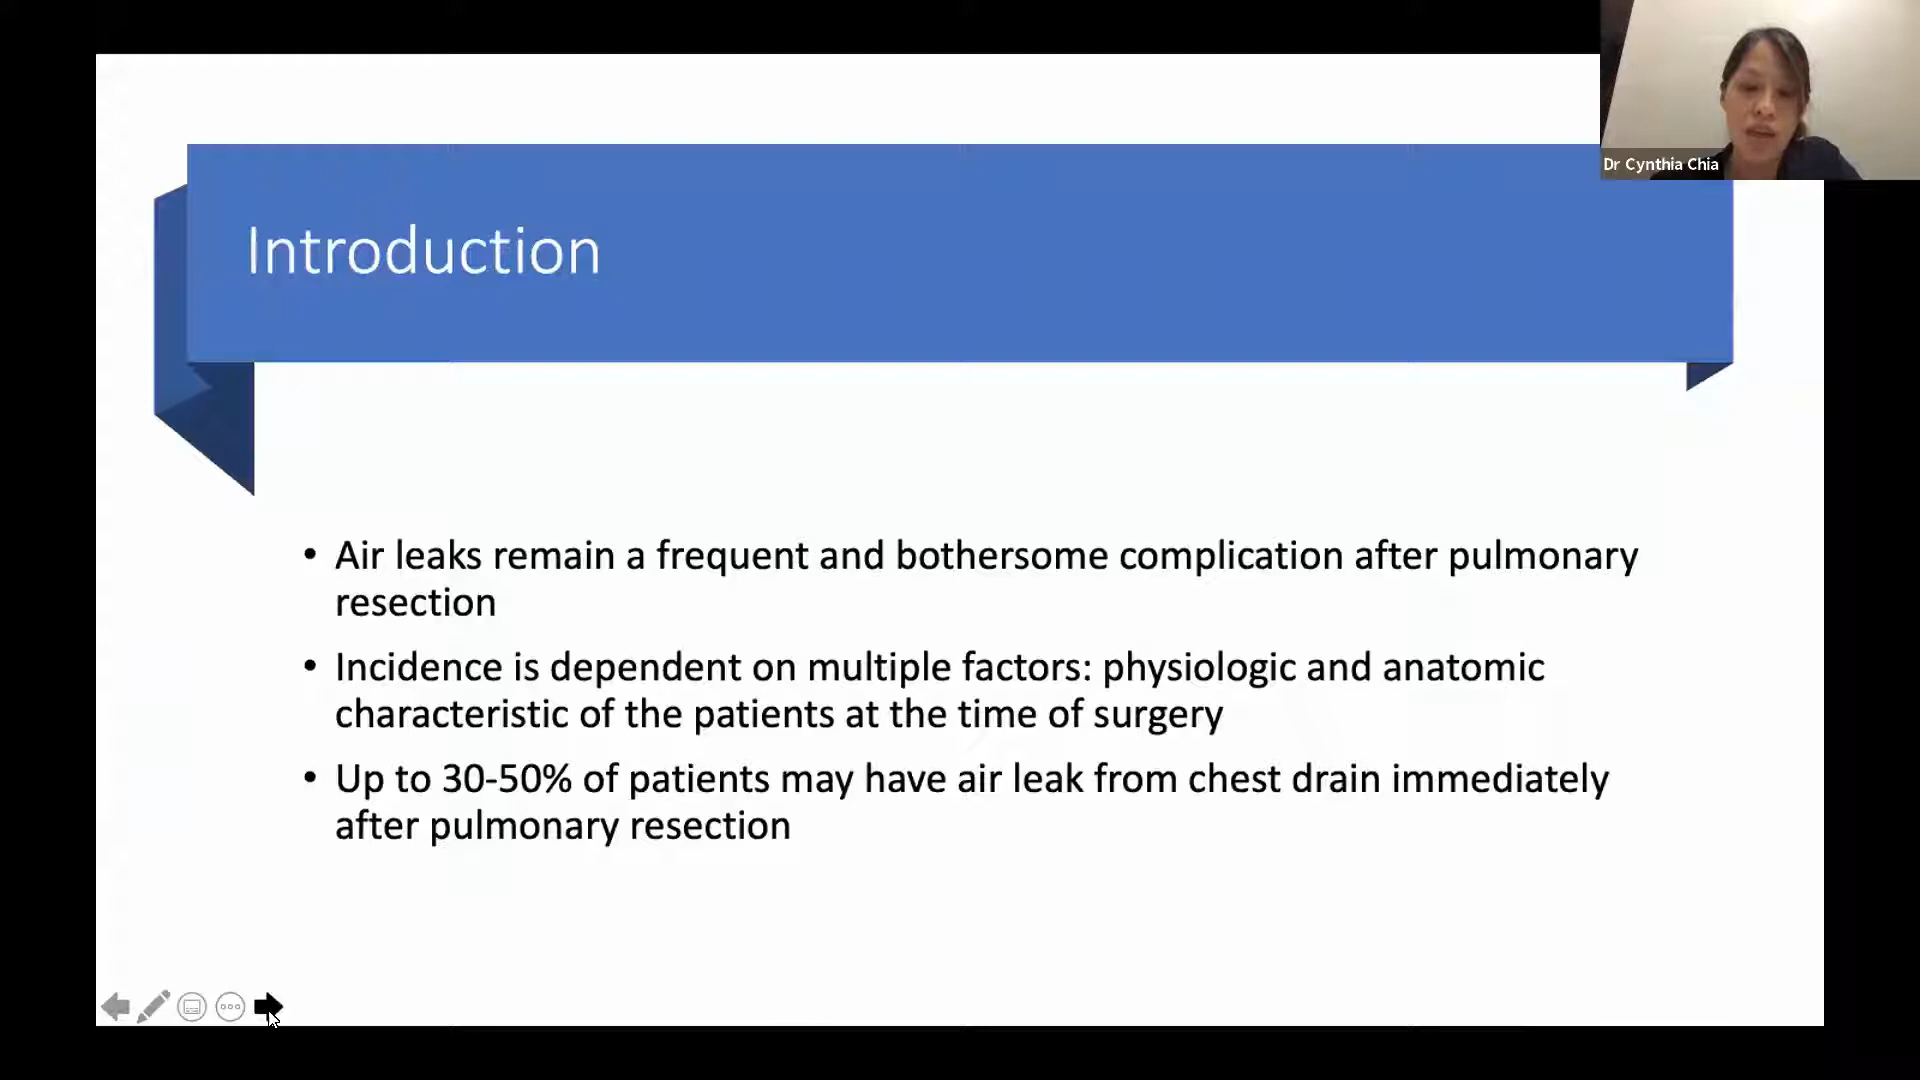 Dr Cynthia Chia
Introduction
• Air leaks remain a frequent and bothersome complication after pulmonary
resection
• Incidence is dependent on multiple factors: physiologic and anatomic
characteristic of the patients at the time of surgery
• Up to 30-50% of patients may have air leak from chest drain immediately
after pulmonary resection